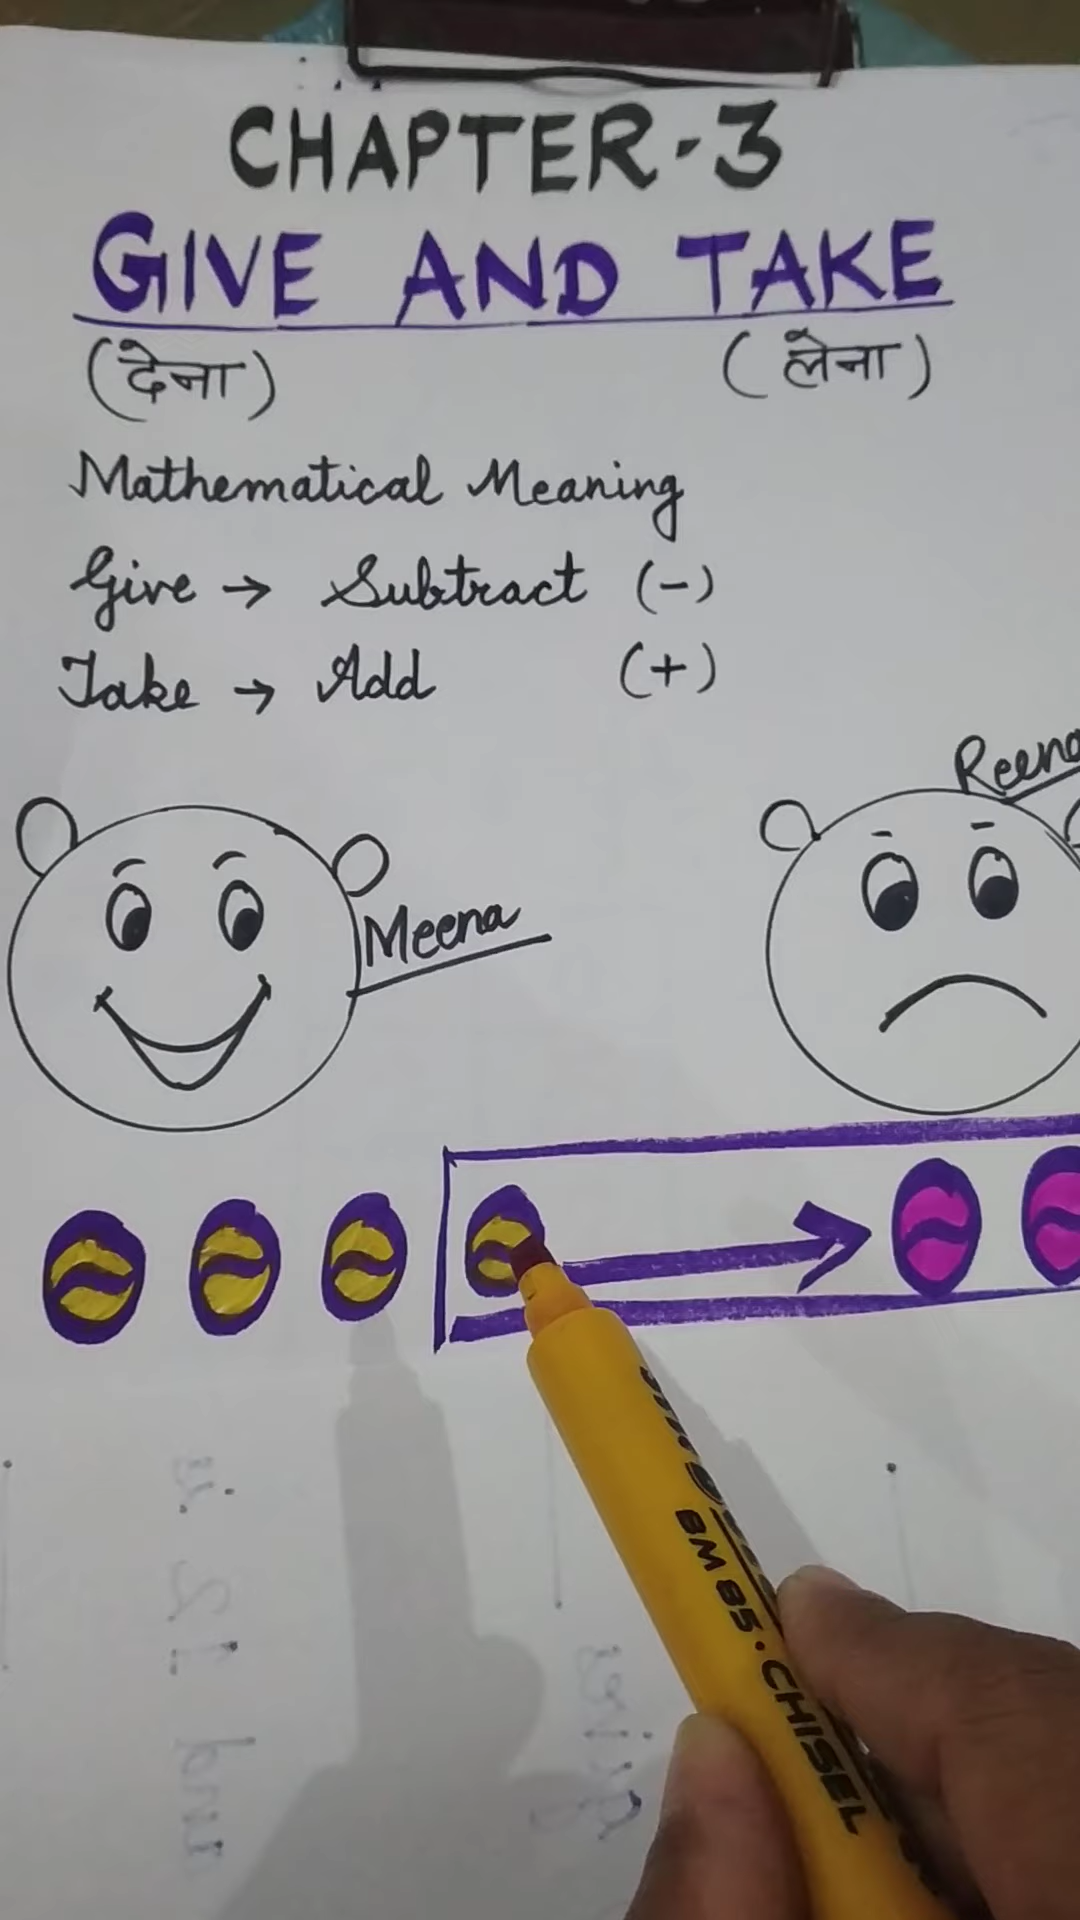 CHAPTER-3
GIVE AND TAKE
(देना) (लेना)
Mathematical Meaning
Give → Subtract (-)
Take → Add (+)
Reena
Meena
BM 85. CHISEL